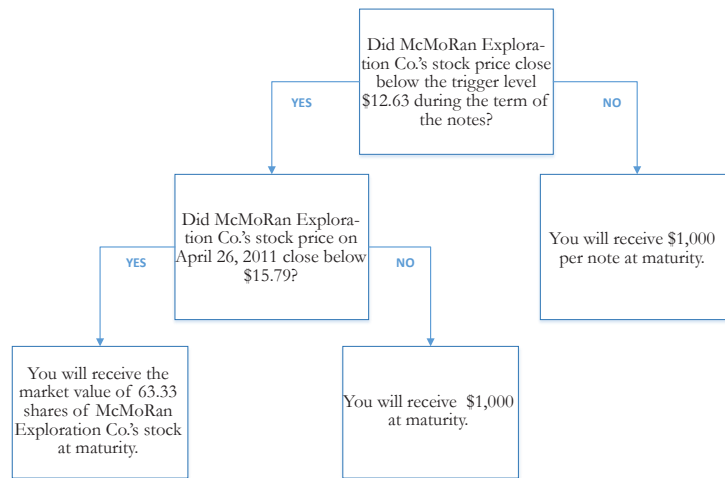 Did McMoRan Explora-
tion Co.'s stock price close
below the trigger level
$12.63 during the term of
the notes?
YES
NO
Did McMoRan Explora-
tion Co.'s stock price on
April 26, 2011 close below
$15.79?
You will receive $1,000
per note at maturity.
YES
NO
You will receive the
market value of 63.33
shares of McMoRan
Exploration Co.'s stock
at maturity.
You will receive $1,000
at maturity.